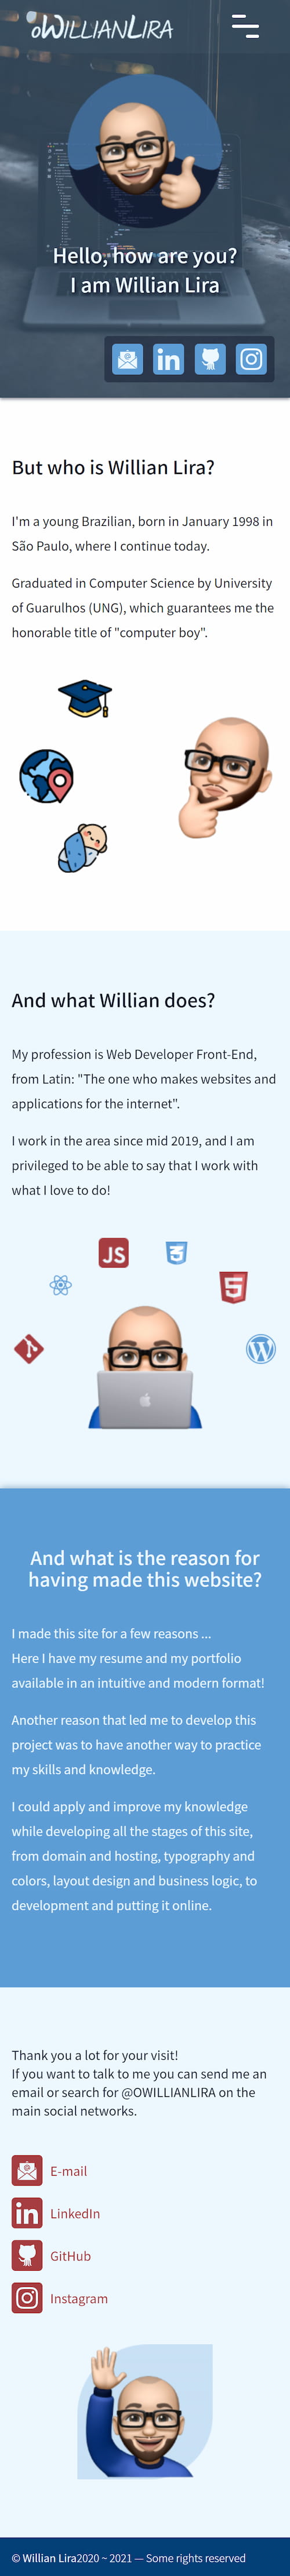 oWillianLira
Hello, how are you?
I am Willian Lira
But who is Willian Lira?
I'm a young Brazilian, born in January 1998 in
São Paulo, where I continue today.
Graduated in Computer Science by University
of Guarulhos (UNG), which guarantees me the
honorable title of "computer boy".
And what Willian does?
My profession is Web Developer Front-End,
from Latin: "The one who makes websites and
applications for the internet".
I work in the area since mid 2019, and I am
privileged to be able to say that I work with
what I love to do!
JS
And what is the reason for
having made this website?
I made this site for a few reasons ...
Here I have my resume and my portfolio
available in an intuitive and modern format!
Another reason that led me to develop this
project was to have another way to practice
my skills and knowledge.
I could apply and improve my knowledge
while developing all the stages of this site,
from domain and hosting, typography and
colors, layout design and business logic, to
development and putting it online.
Thank you a lot for your visit!
If you want to talk to me you can send me an
email or search for @OWILLIANLIRA on the
main social networks.
E-mail
LinkedIn
GitHub
Instagram
© Willian Lira2020 ~ 2021 — Some rights reserved